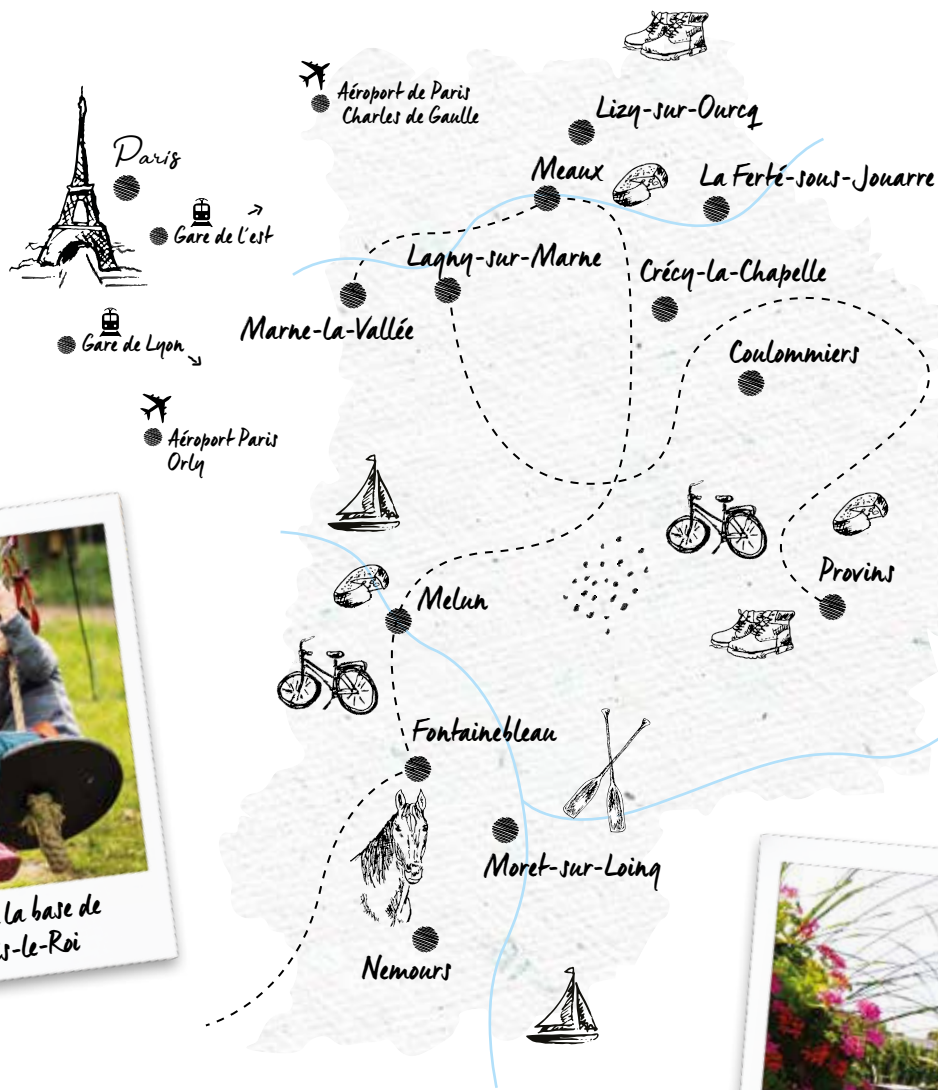 Aéroport de Paris
Charles de Gaulle
Lizy-sur-Ourcq
Paris
Meaux
La Ferté-sous-Jouarre
Gare de l'est
Lagny-sur-Marne
Crécy-la-Chapelle
Marne-la-Vallée
Gare de Lyon
Coulommiers
Aéroport Paris
Orly
Provins
Melun
Fontainebleau
Moret-sur-Loing
la base de
s-le-Roi
Nemours